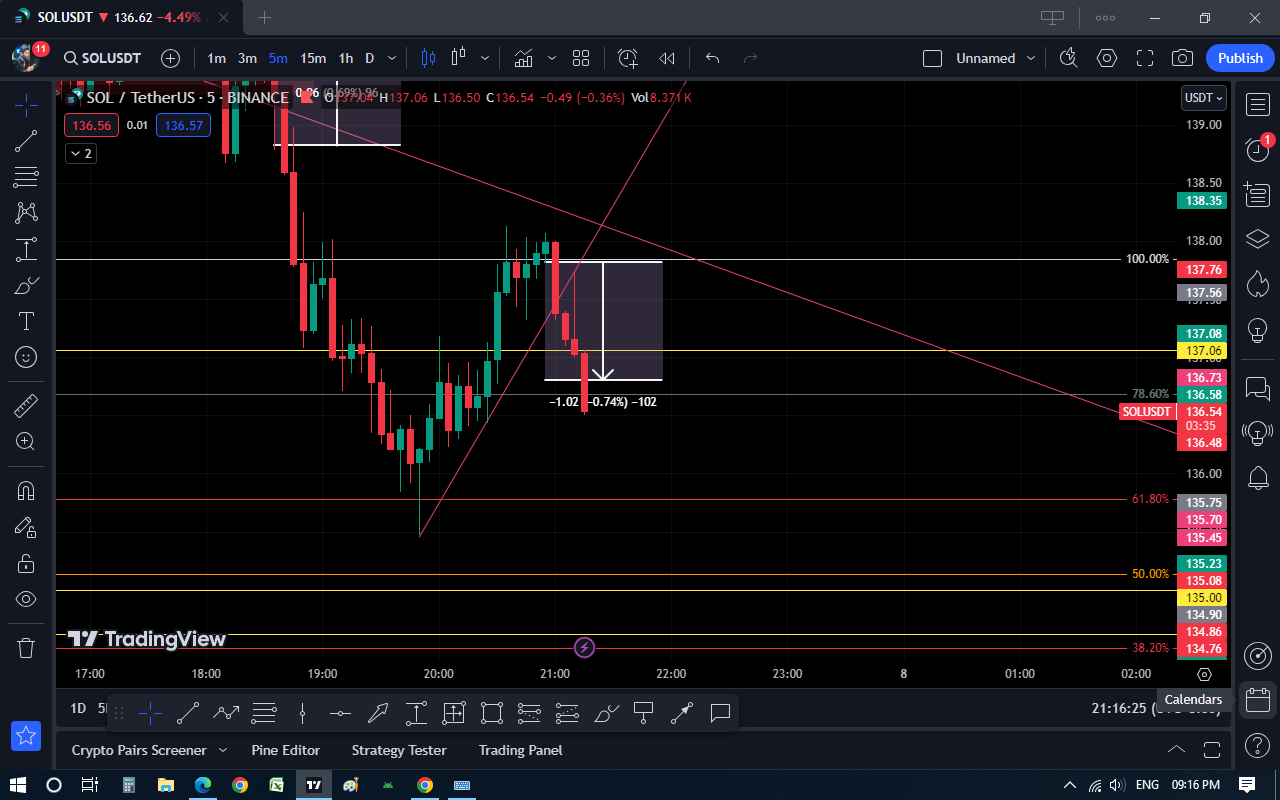 SOLUSDT ▼ 136.62 −4.49% /
11
SOLUSDT
1m 3m 5m 15m 1h D
Unnamed
Publish
0.96 (0.69%) 96
SOL / TetherUS · 5 · BINANCE O137.04 H137.06 L136.50 C136.54 −0.49 (−0.36%) Vol8.371 K
136.56 0.01 136.57
2
USDT
1
139.00
138.50
138.35
138.00
100.00%
137.76
137.56
137.08
137.06
136.73
78.60%
136.58
−1.02 (−0.74%) −102
SOLUSDT 136.54
03:35
136.48
136.00
61.80%
135.75
135.70
135.45
135.23
50.00%
135.08
135.00
134.90
134.86
TradingView
38.20%
134.76
17:00 18:00 19:00 20:00 21:00 22:00 23:00 8 01:00 02:00
Calendars
1D
21:16:25
Crypto Pairs Screener Pine Editor Strategy Tester Trading Panel
ENG 09:16 PM